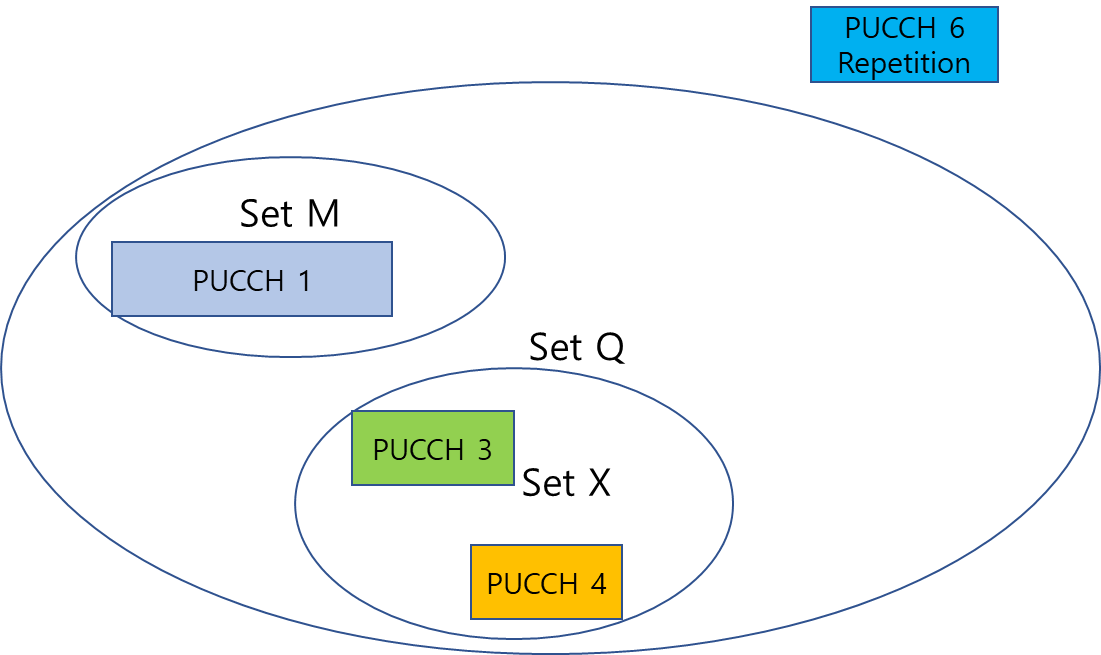 PUCCH 6
Repetition
Set M
PUCCH 1
Set Q
PUCCH 3
Set X
PUCCH 4